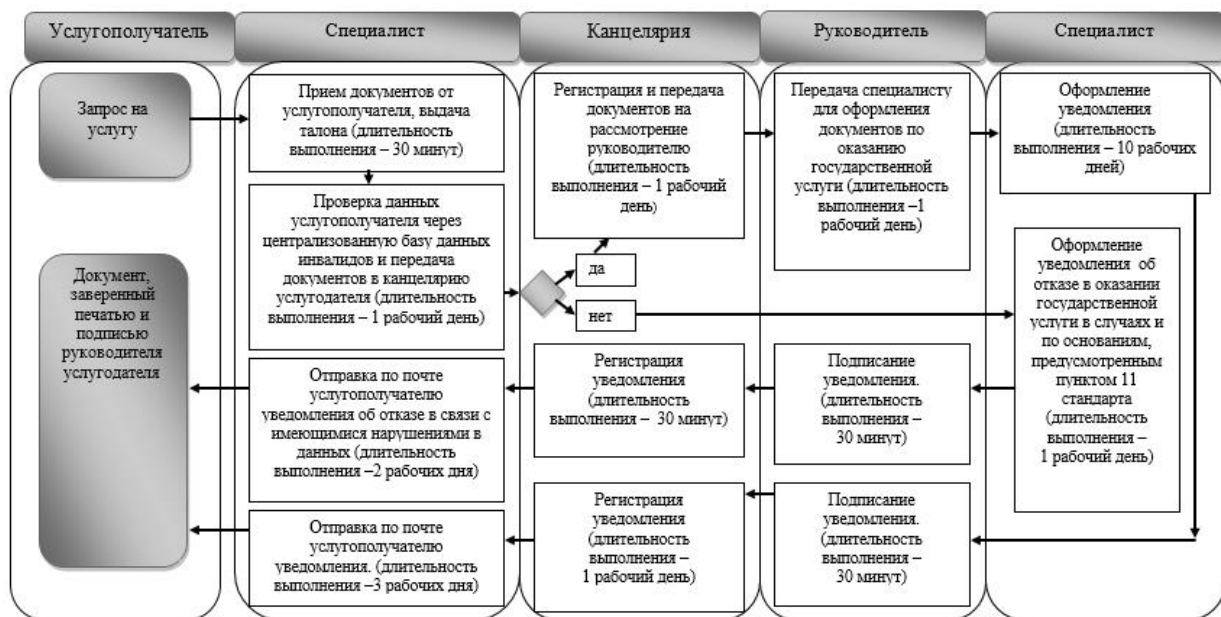 Услугополучатель
Специалист
Канцелярия
Руководитель
Специалист
Запрос на
услугу
Прием документов от
услугополучателя, выдача
талона (длительность
выполнения – 30 минут)
Регистрация и передача
документов на
рассмотрение
руководителю
(длительность
выполнения – 1 рабочий
день)
Передача специалисту
для оформления
документов по
оказанию
государственной
услуги (длительность
выполнения –1
рабочий день)
Оформление
уведомления
(длительность
выполнения – 10 рабочих
дней)
Проверка данных
услугополучателя через
централизованную базу данных
инвалидов и передача
документов в канцелярию
услугодателя (длительность
выполнения – 1 рабочий день)
да
нет
Оформление
уведомления об
отказе в оказании
государственной
услуги в случаях и
по основаниям,
предусмотренным
пунктом 11
стандарта
(длительность
выполнения –
1 рабочий день)
Документ,
заверенный
печатью и
подписью
руководителя
услугодателя
Отправка по почте
услугополучателю
уведомления об отказе в связи с
имеющимися нарушениями в
данных (длительность
выполнения –2 рабочих дня)
Регистрация
уведомления
(длительность
выполнения – 30 минут)
Подписание
уведомления.
(длительность
выполнения –
30 минут)
Отправка по почте
услугополучателю
уведомления. (длительность
выполнения –3 рабочих дня)
Регистрация
уведомления
(длительность
выполнения –
1 рабочий день)
Подписание
уведомления.
(длительность
выполнения –
30 минут)